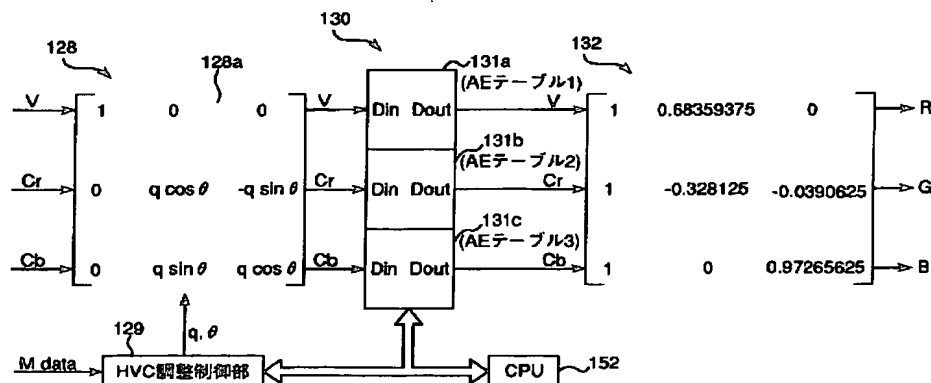 130
128
131a
132
128a
(AEテーブル1)
V 1 0 0 V Din Dout V 1 0.68359375 0 R
131b
(AEテーブル2)
Cr 0 q cos θ -q sin θ Cr Din Dout Cr 1 -0.328125 -0.0390625 G
131c
(AEテーブル3)
Cb 0 q sin θ q cos θ Cb Din Dout Cb 1 0 0.97265625 B
129 q, θ
M data HVC調整制御部 CPU 152